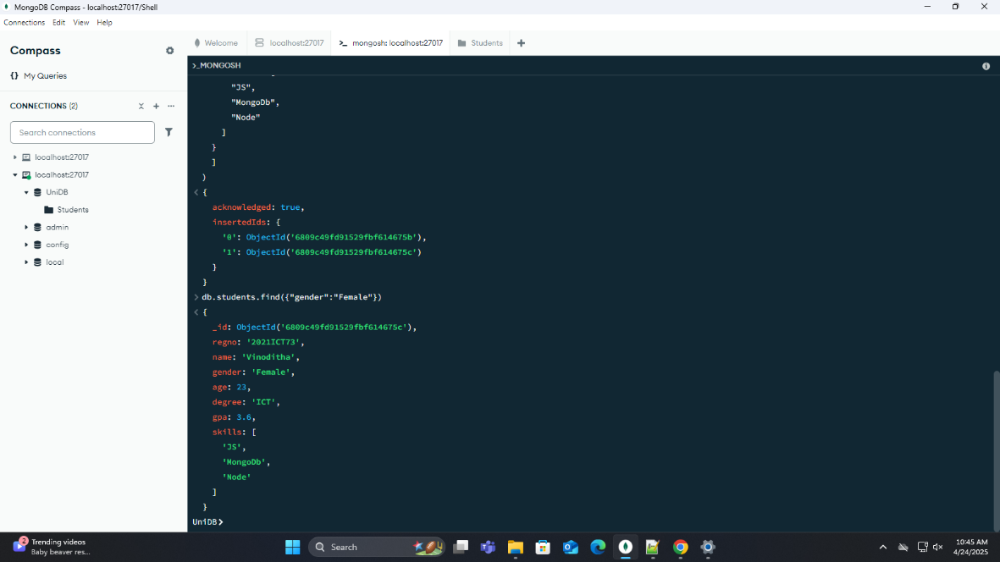 MongoDB Compass - localhost:27017/Shell
Connections Edit View Help
Compass
{} My Queries
CONNECTIONS (2)
Search connections
localhost:27017
localhost:27017
UniDB
Students
admin
config
local
Welcome localhost:27017 >_ mongosh: localhost:27017 Students
>_MONGOSH
"JS",
"MongoDb",
"Node"
]
}
]
)
< {
acknowledged: true,
insertedIds: {
'0': ObjectId('6809c49fd91529fbf614675b'),
'1': ObjectId('6809c49fd91529fbf614675c')
}
}
> db.students.find({"gender":"Female"})
< {
_id: ObjectId('6809c49fd91529fbf614675c'),
regno: '2021ICT73',
name: 'Vinoditha',
gender: 'Female',
age: 23,
degree: 'ICT',
gpa: 3.6,
skills: [
'JS',
'MongoDb',
'Node'
]
}
UniDB>
2
Trending videos
Baby beaver res...
Search
10:45 AM
4/24/2025